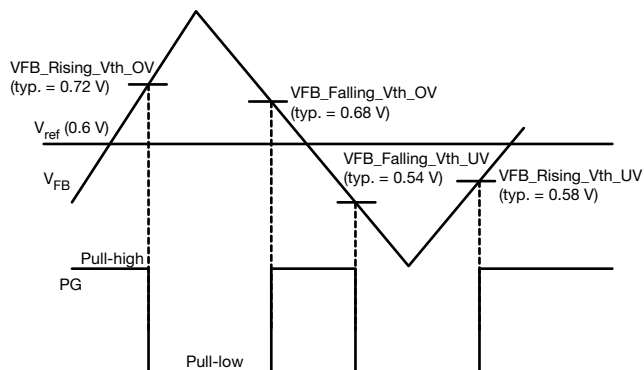 VFB_Rising_Vth_OV
(typ. = 0.72 V)
VFB_Falling_Vth_OV
(typ. = 0.68 V)
Vref (0.6 V)
VFB_Falling_Vth_UV
(typ. = 0.54 V)
VFB_Rising_Vth_UV
(typ. = 0.58 V)
VFB
Pull-high
PG
Pull-low